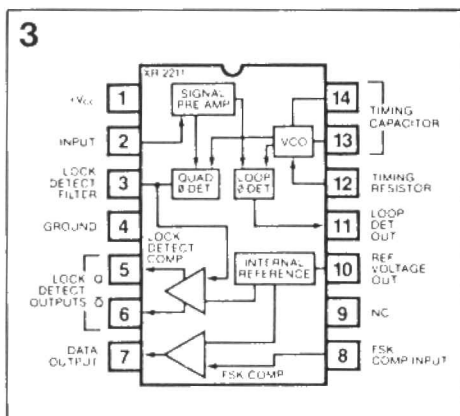 3
XR 2211
+Vcc
1
INPUT
2
LOCK
DETECT
FILTER
3
GROUND
4
LOCK
DETECT
OUTPUTS
Q
5
Q̅
6
DATA
OUTPUT
7
SIGNAL
PRE AMP
VCO
QUAD
Ø DET
LOOP
Ø DET
LOCK
DETECT
COMP
INTERNAL
REFERENCE
FSK COMP
14
13
TIMING
CAPACITOR
12
TIMING
RESISTOR
11
LOOP
DET
OUT
10
REF
VOLTAGE
OUT
9
NC
8
FSK
COMP INPUT